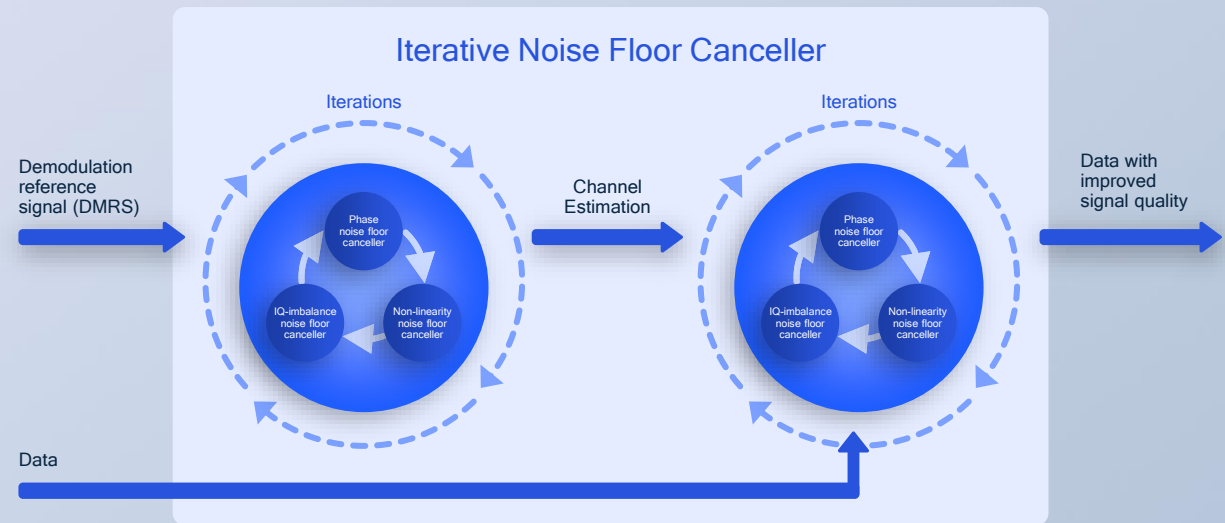 Iterative Noise Floor Canceller
Iterations
Iterations
Demodulation
reference
signal (DMRS)
Phase
noise floor
canceller
IQ-imbalance
noise floor
canceller
Non-linearity
noise floor
canceller
Channel
Estimation
Phase
noise floor
canceller
IQ-imbalance
noise floor
canceller
Non-linearity
noise floor
canceller
Data with
improved
signal quality
Data